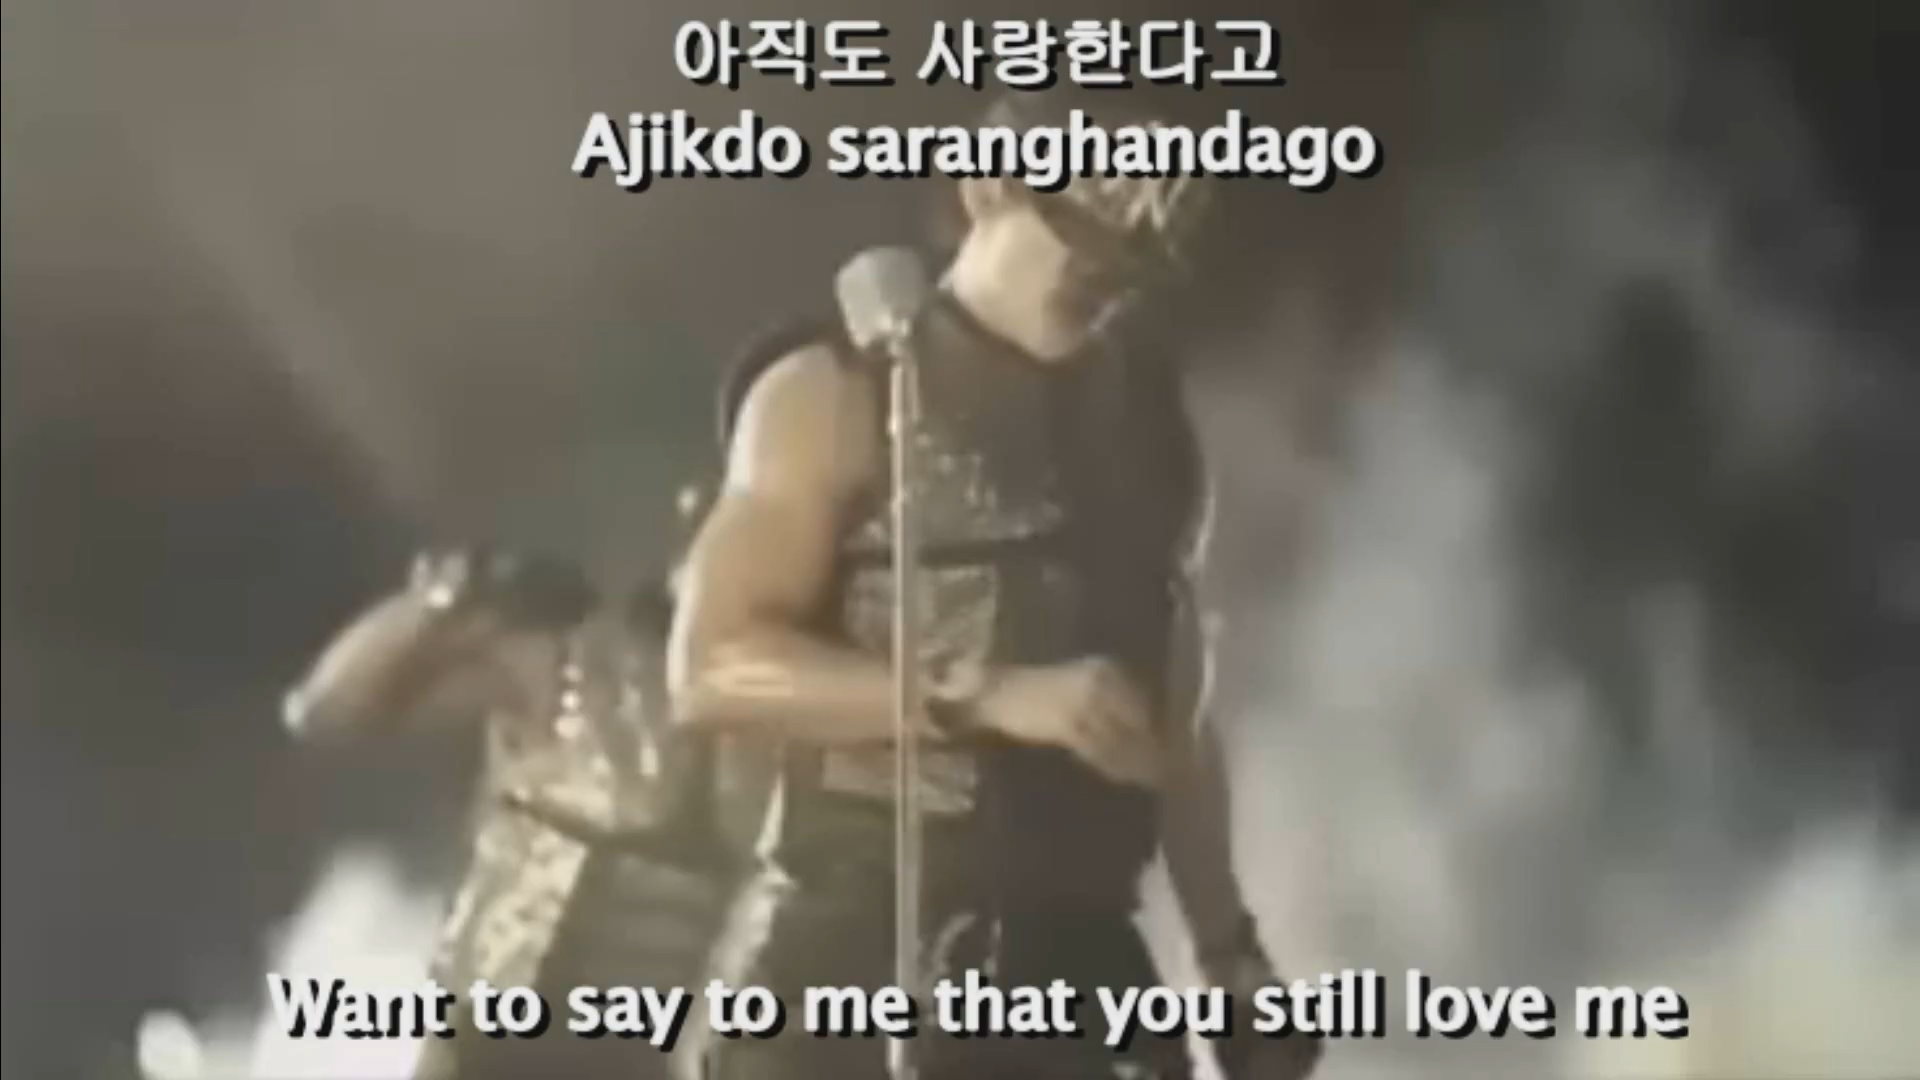 아직도 사랑한다고
Ajikdo saranghandago
Want to say to me that you still love me